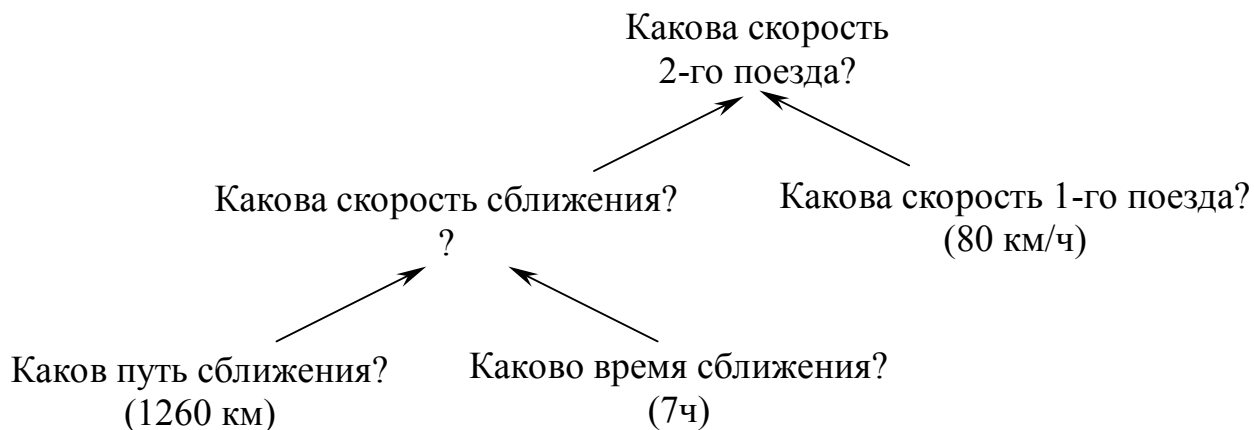 Какова скорость
2-го поезда?
Какова скорость сближения?
?
Какова скорость 1-го поезда?
(80 км/ч)
Каков путь сближения?
(1260 км)
Каково время сближения?
(7ч)